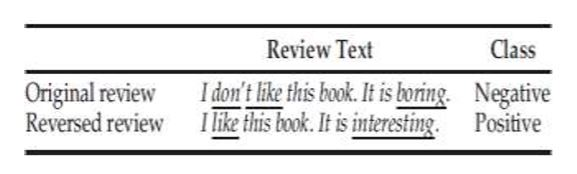 Review Text Class
Original review I don't like this book. It is boring. Negative
Reversed review I like this book. It is interesting. Positive